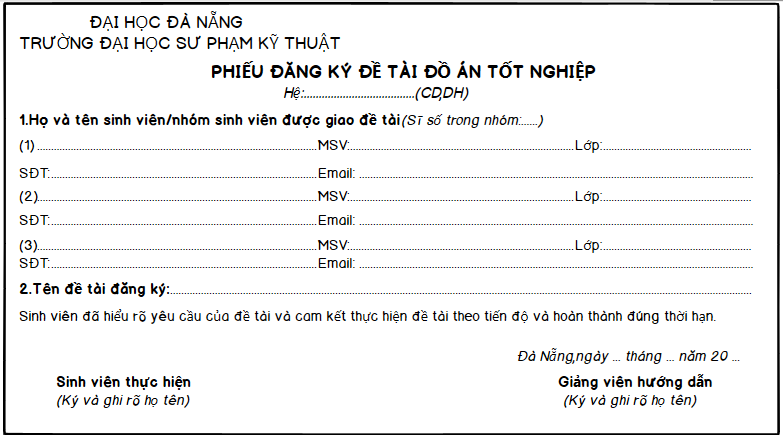 ĐẠI HỌC ĐÀ NẴNG
TRƯỜNG ĐẠI HỌC SƯ PHẠM KỸ THUẬT
PHIẾU ĐĂNG KÝ ĐỀ TÀI ĐỒ ÁN TỐT NGHIỆP
Hệ:.....................................(CD,DH)
1.Họ và tên sinh viên/nhóm sinh viên được giao đề tài(Sĩ số trong nhóm:......)
(1)..........................................................MSV:..........................................................Lớp:........................................
SĐT:..........................................................Email: ..........................................................
(2)..........................................................MSV:..........................................................Lớp:........................................
SĐT:..........................................................Email: ..........................................................
(3)..........................................................MSV:..........................................................Lớp:........................................
SĐT:..........................................................Email: ..........................................................
2.Tên đề tài đăng ký:....................................................................................................................
Sinh viên đã hiểu rõ yêu cầu của đề tài và cam kết thực hiện đề tài theo tiến độ và hoàn thành đúng thời hạn.
Đà Nẵng,ngày ... tháng ... năm 20 ...
Sinh viên thực hiện Giảng viên hướng dẫn
(Ký và ghi rõ họ tên) (Ký và ghi rõ họ tên)